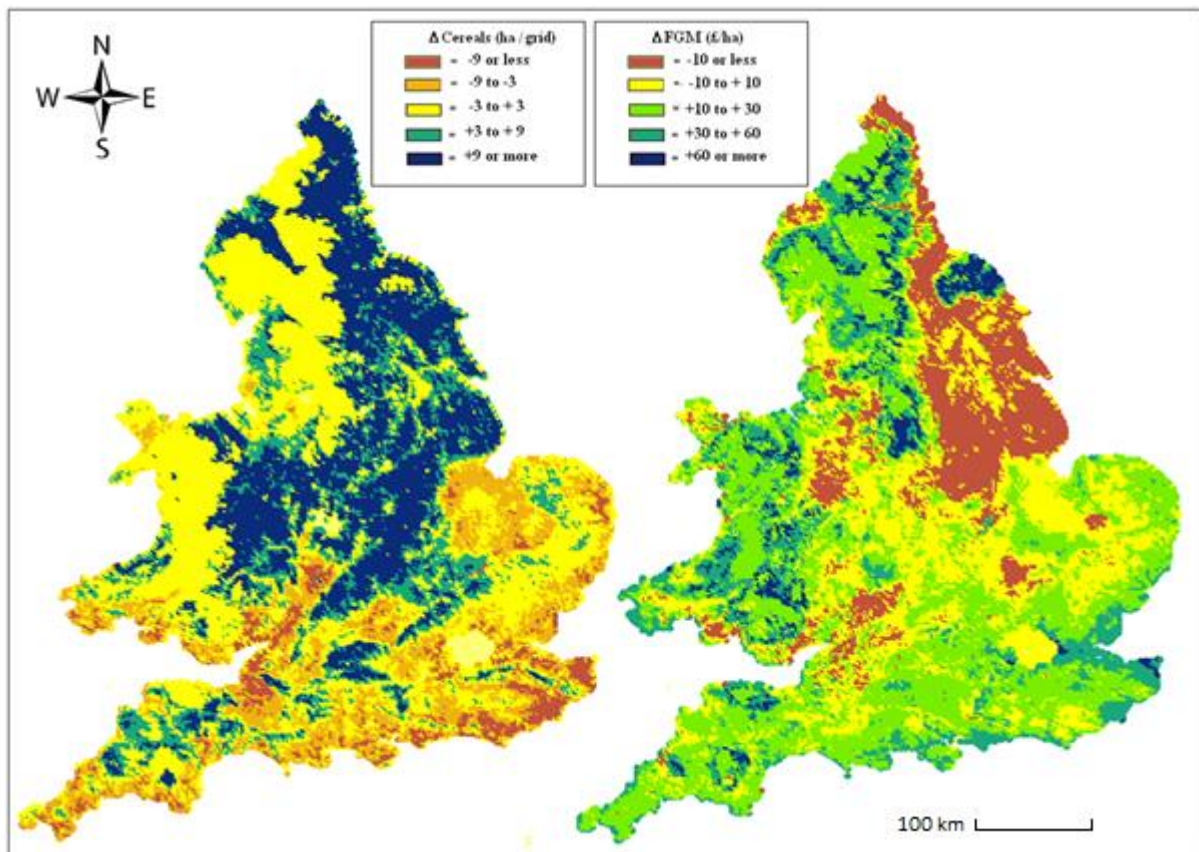 N
W E
S
Δ Cereals (ha / grid)
= -9 or less
= -9 to -3
= -3 to + 3
= +3 to + 9
= +9 or more
Δ FGM (£/ha)
= -10 or less
= -10 to + 10
= +10 to + 30
= +30 to + 60
= +60 or more
100 km